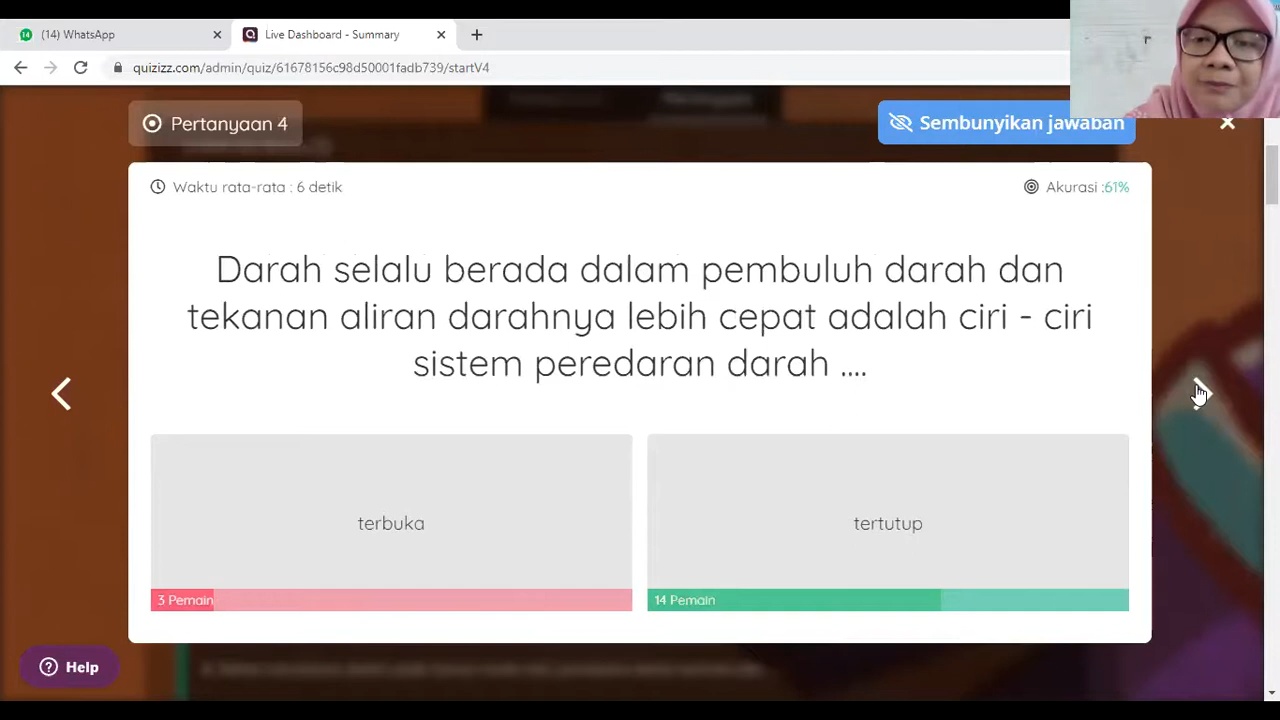 (14) WhatsApp
Live Dashboard - Summary
quizizz.com/admin/quiz/61678156c98d50001fadb739/startV4
Pertanyaan 4
Sembunyikan jawaban
Waktu rata-rata : 6 detik
Akurasi :61%
Darah selalu berada dalam pembuluh darah dan
tekanan aliran darahnya lebih cepat adalah ciri - ciri
sistem peredaran darah ....
terbuka
tertutup
3 Pemain
14 Pemain
Help